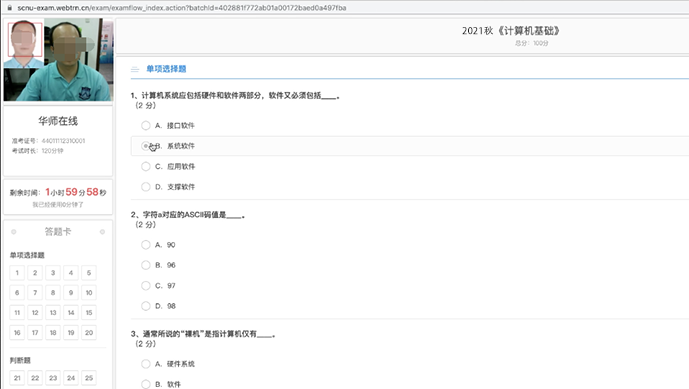 scnu-exam.webtrn.cn/exam/examflow_index.action?batchId=402881f772ab01a00172baed0a497fba
2021秋《计算机基础》
总分：100分
单项选择题
1、计算机系统应包括硬件和软件两部分，软件又必须包括____。
（2 分）
A．接口软件
B．系统软件
C．应用软件
D．支撑软件
2、字符a对应的ASCII码值是____。
（2 分）
A．90
B．96
C．97
D．98
3、通常所说的“裸机”是指计算机仅有____。
（2 分）
A．硬件系统
B．软件
华师在线
准考证号：44011112310001
考试时长：120分钟
剩余时间：1小时59分58秒
我已经使用0分钟了
答题卡
单项选择题
1 2 3 4 5
6 7 8 9 10
11 12 13 14 15
16 17 18 19 20
判断题
21 22 23 24 25